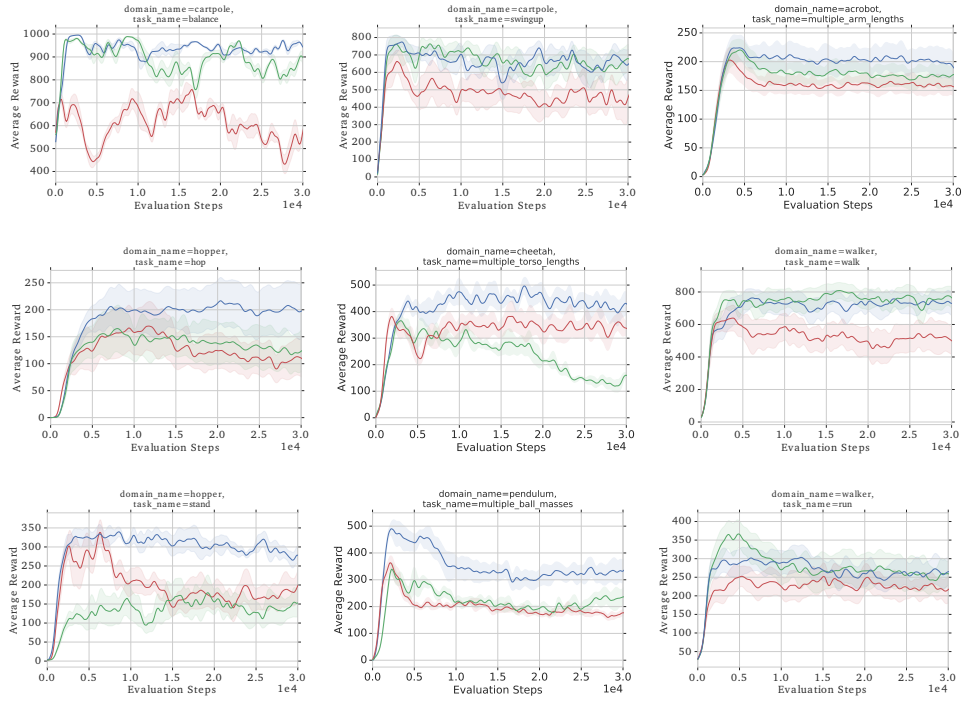 domain_name=cartpole,
task_name=balance
1000
900
800
700
600
500
400
Average Reward
0.0 0.5 1.0 1.5 2.0 2.5 3.0
Evaluation Steps
1e4
domain_name=cartpole,
task_name=swingup
800
700
600
500
400
300
200
100
0
Average Reward
0.0 0.5 1.0 1.5 2.0 2.5 3.0
Evaluation Steps
1e4
domain_name=acrobot,
task_name=multiple_arm_lengths
250
200
150
100
50
0
Average Reward
0.0 0.5 1.0 1.5 2.0 2.5 3.0
Evaluation Steps
1e4
domain_name=hopper,
task_name=hop
250
200
150
100
50
0
Average Reward
0.0 0.5 1.0 1.5 2.0 2.5 3.0
Evaluation Steps
1e4
domain_name=cheetah,
task_name=multiple_torso_lengths
500
400
300
200
100
0
Average Reward
0.0 0.5 1.0 1.5 2.0 2.5 3.0
Evaluation Steps
1e4
domain_name=walker,
task_name=walk
800
600
400
200
0
Average Reward
0.0 0.5 1.0 1.5 2.0 2.5 3.0
Evaluation Steps
1e4
domain_name=hopper,
task_name=stand
350
300
250
200
150
100
50
0
Average Reward
0.0 0.5 1.0 1.5 2.0 2.5 3.0
Evaluation Steps
1e4
domain_name=pendulum,
task_name=multiple_ball_masses
500
400
300
200
100
0
Average Reward
0.0 0.5 1.0 1.5 2.0 2.5 3.0
Evaluation Steps
1e4
domain_name=walker,
task_name=run
400
350
300
250
200
150
100
50
Average Reward
0.0 0.5 1.0 1.5 2.0 2.5 3.0
Evaluation Steps
1e4